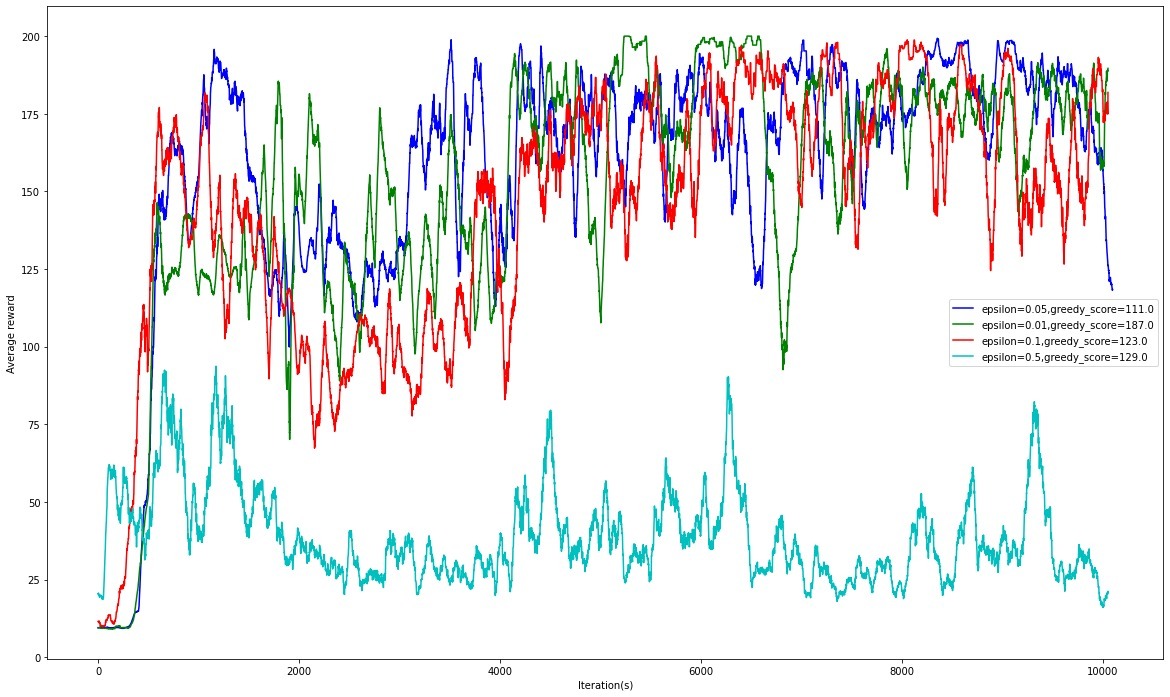 200
175
150
125
100
75
50
25
0
Average reward
epsilon=0.05,greedy_score=111.0
epsilon=0.01,greedy_score=187.0
epsilon=0.1,greedy_score=123.0
epsilon=0.5,greedy_score=129.0
0 2000 4000 6000 8000 10000
Iteration(s)